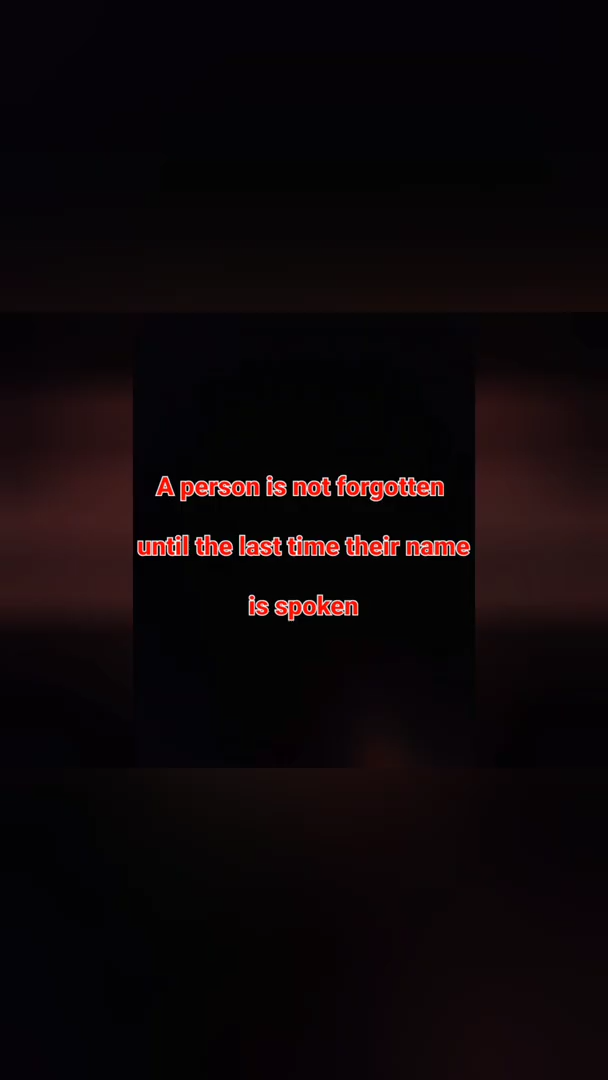 A person is not forgotten
until the last time their name
is spoken